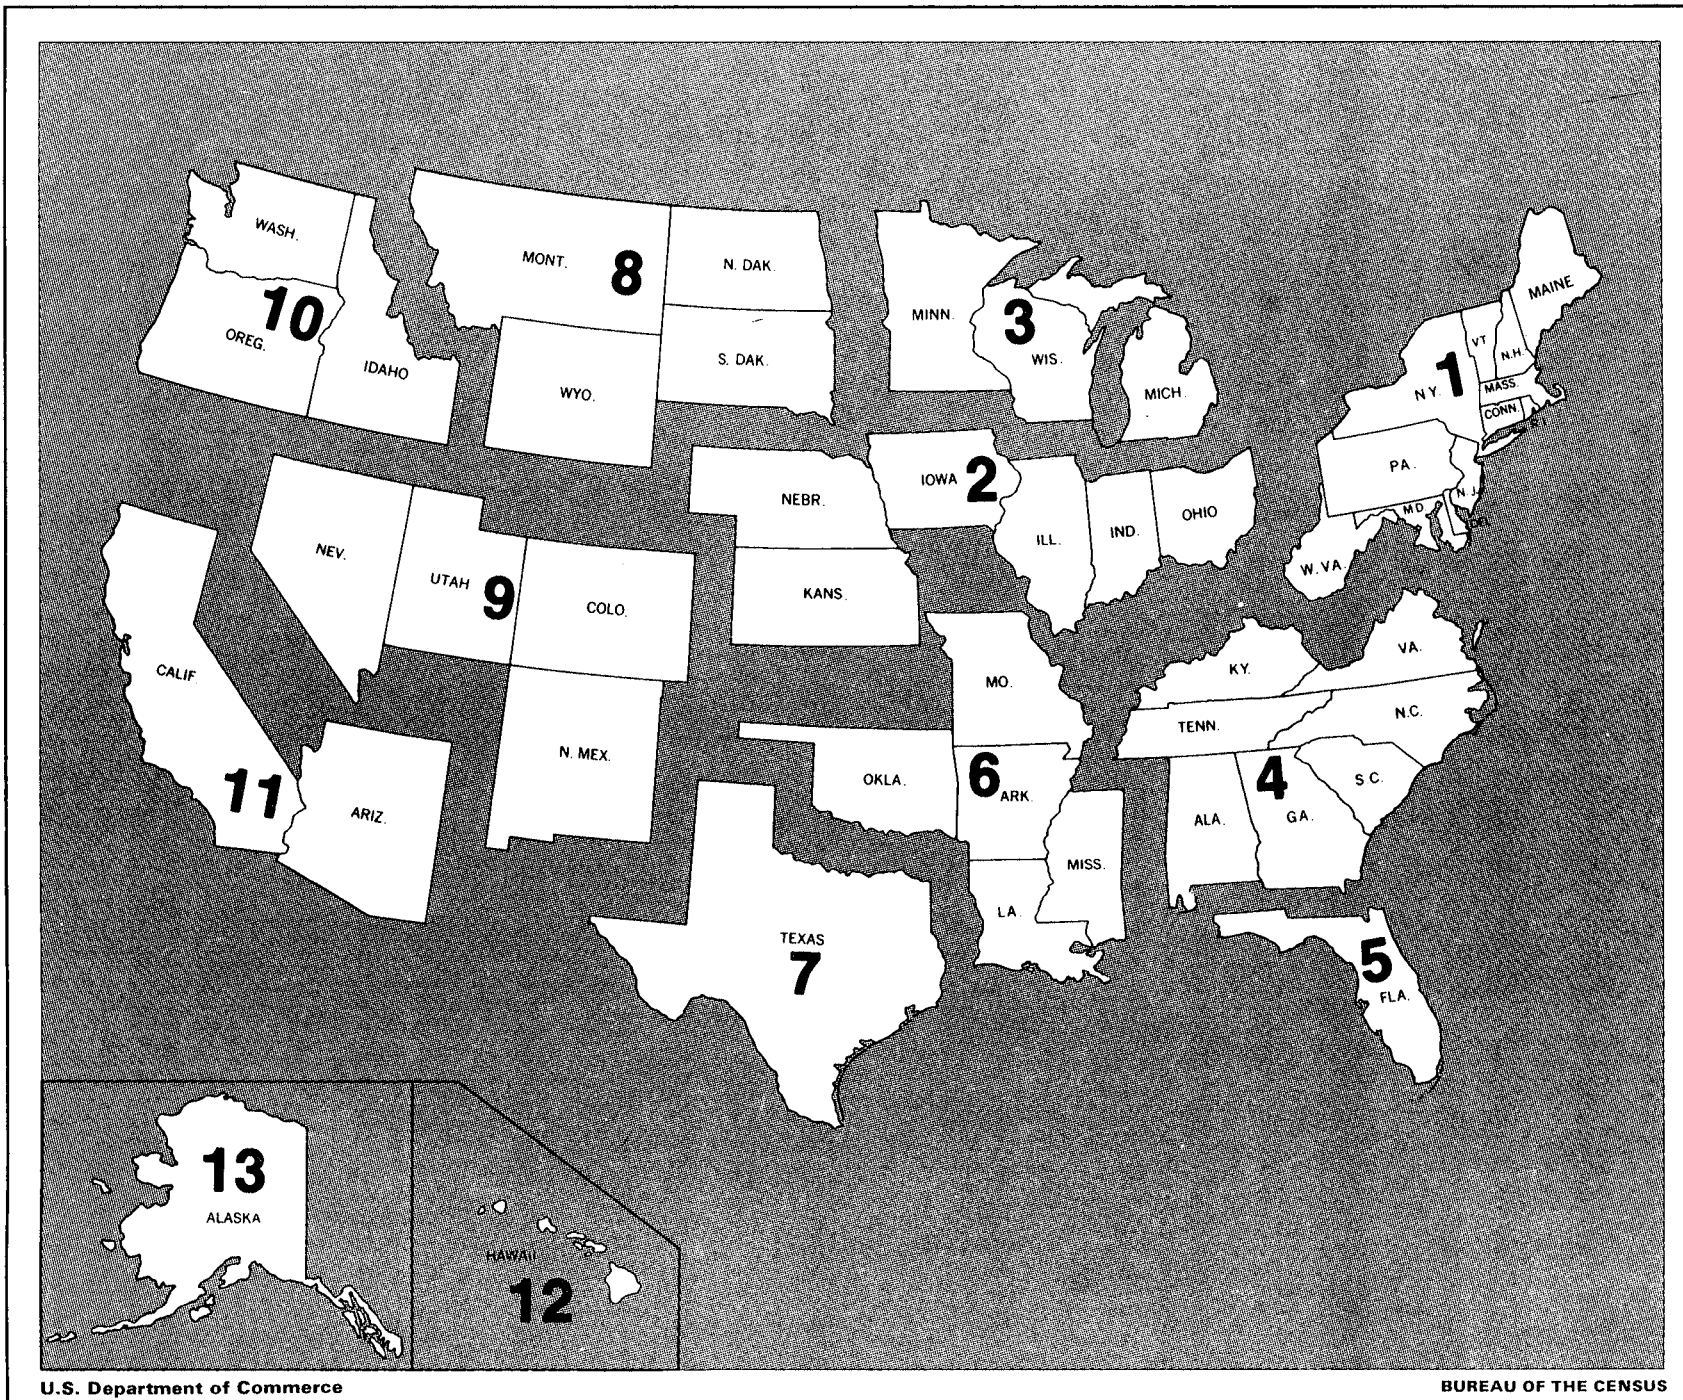 WASH.
MONT.
8
N. DAK.
MINN.
3
WIS.
MICH.
MAINE
VT
N.H.
10
OREG.
IDAHO
WYO.
S. DAK.
N.Y.
1
MASS.
CONN.
R.I.
PA.
N.J.
MD.
DEL.
W.VA.
NEBR.
IOWA
2
ILL.
IND.
OHIO
NEV.
UTAH
9
COLO.
KANS.
CALIF.
11
ARIZ.
N. MEX.
OKLA.
MO.
6
ARK.
KY.
VA.
TENN.
N.C.
4
S.C.
ALA.
GA.
MISS.
LA.
TEXAS
7
5
FLA.
13
ALASKA
HAWAII
12
U.S. Department of Commerce
BUREAU OF THE CENSUS